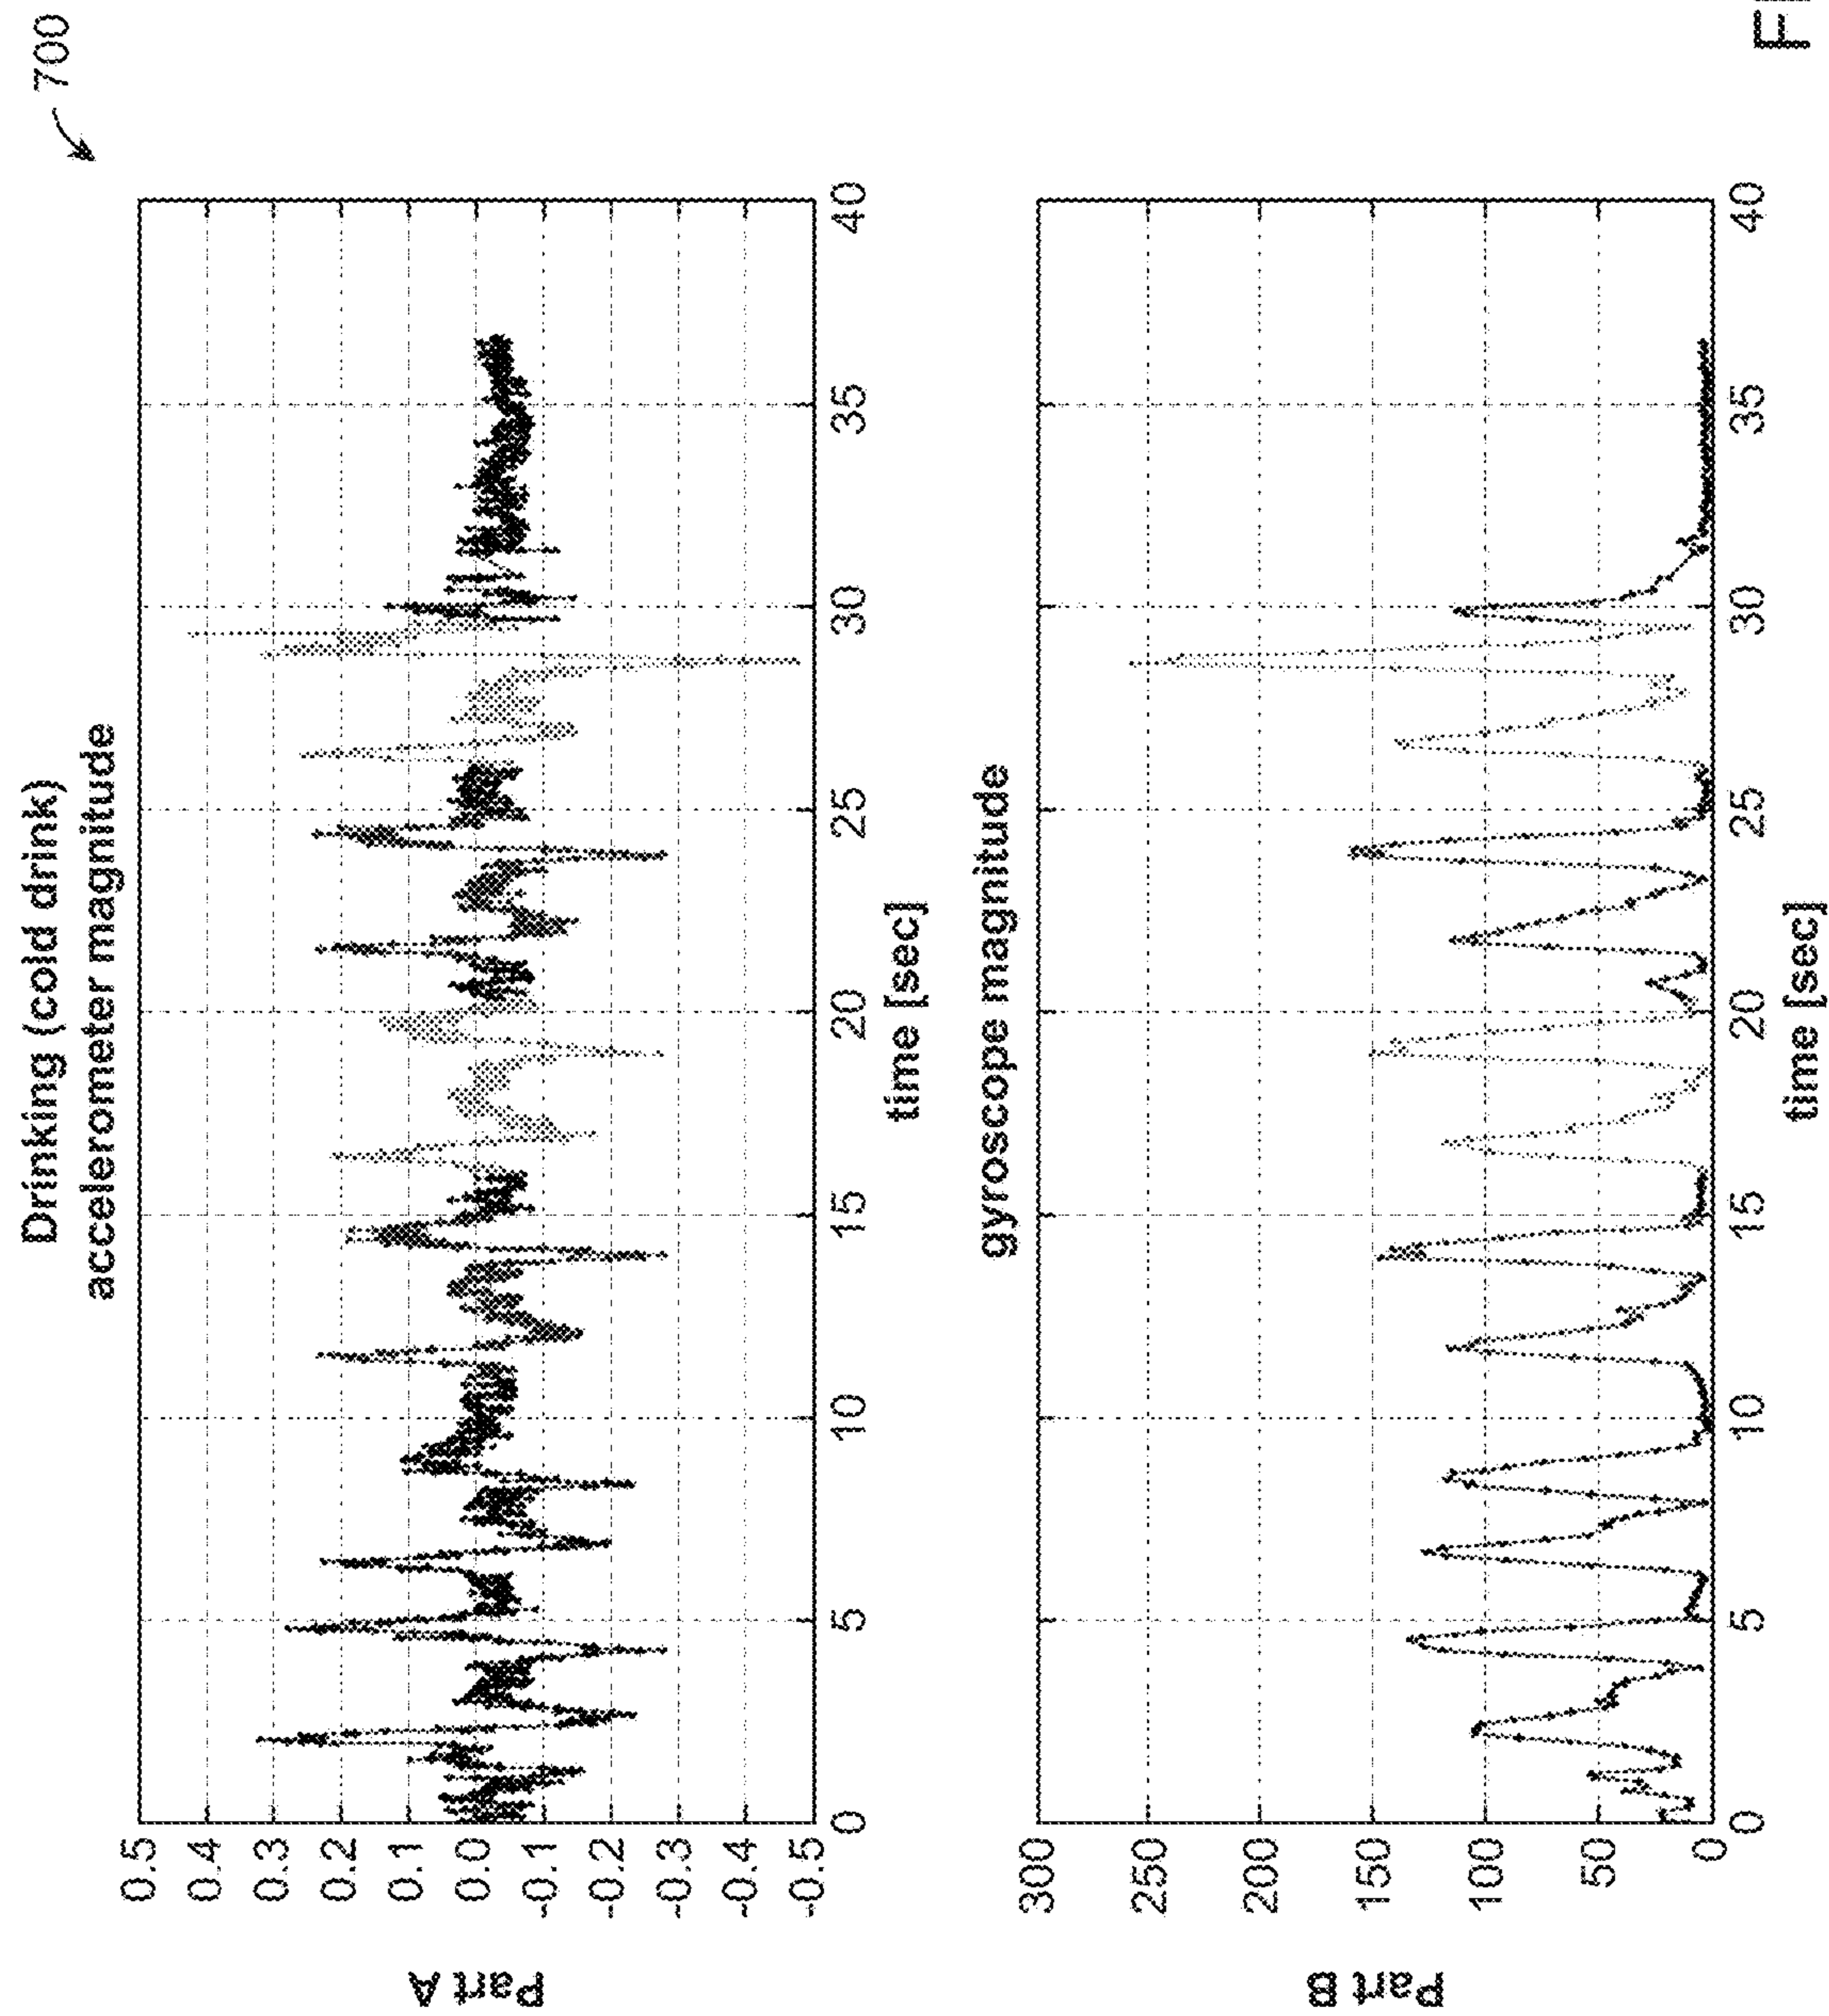 700
Drinking (cold drink)
accelerometer magnitude
Part A
0.5
0.4
0.3
0.2
0.1
0.0
-0.1
-0.2
-0.3
-0.4
-0.5
0 5 10 15 20 25 30 35 40
time [sec]
gyroscope magnitude
Part B
300
250
200
150
100
50
0
0 5 10 15 20 25 30 35 40
time [sec]